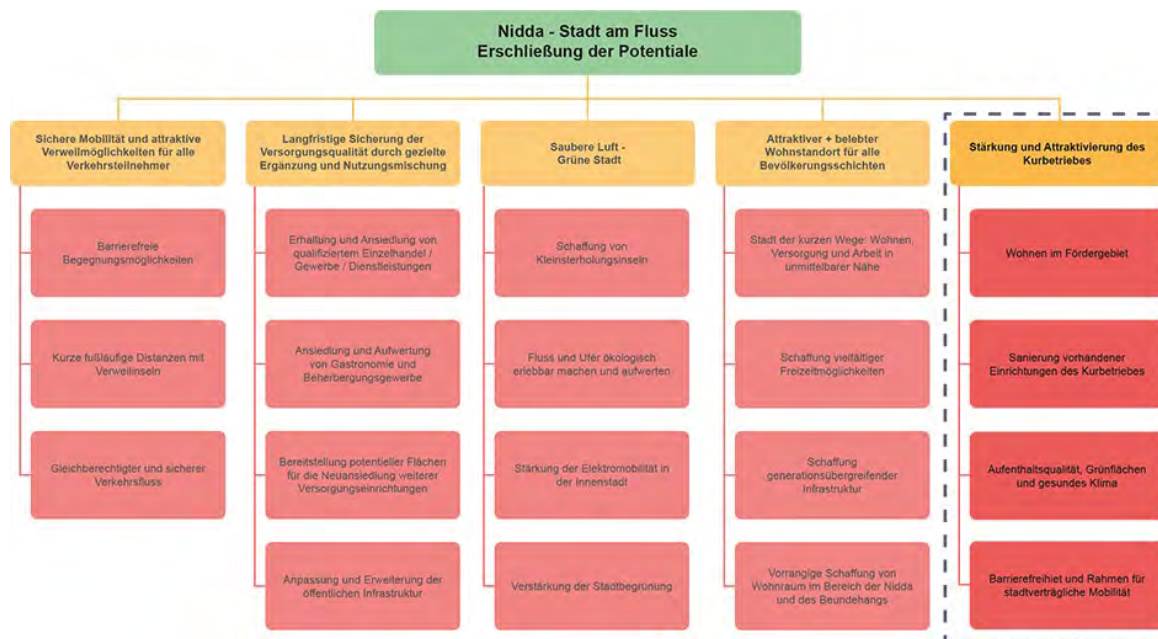 Nidda - Stadt am Fluss
Erschließung der Potentiale
Sichere Mobilität und attraktive
Verweilmöglichkeiten für alle
Verkehrsteilnehmer
Barrierefreie
Begegnungsmöglichkeiten
Kurze fußläufige Distanzen mit
Verweilinseln
Gleichberechtigter und sicherer
Verkehrsfluss
Langfristige Sicherung der
Versorgungsqualität durch gezielte
Ergänzung und Nutzungsmischung
Erhaltung und Ansiedlung von
qualifiziertem Einzelhandel /
Gewerbe / Dienstleistungen
Ansiedlung und Aufwertung
von Gastronomie und
Beherbergungsgewerbe
Bereitstellung potentieller Flächen
für die Neuansiedlung weiterer
Versorgungseinrichtungen
Anpassung und Erweiterung der
öffentlichen Infrastruktur
Saubere Luft -
Grüne Stadt
Schaffung von
Kleinsterholungsinseln
Fluss und Ufer ökologisch
erlebbar machen und aufwerten
Stärkung der Elektromobilität in
der Innenstadt
Verstärkung der Stadtbegrünung
Attraktiver + belebter
Wohnstandort für alle
Bevölkerungsschichten
Stadt der kurzen Wege: Wohnen,
Versorgung und Arbeit in
unmittelbarer Nähe
Schaffung vielfältiger
Freizeitmöglichkeiten
Schaffung
generationsübergreifender
Infrastruktur
Vorrangige Schaffung von
Wohnraum im Bereich der Nidda
und des Beundehangs
Stärkung und Attraktivierung des
Kurbetriebes
Wohnen im Fördergebiet
Sanierung vorhandener
Einrichtungen des Kurbetriebes
Aufenthaltsqualität, Grünflächen
und gesundes Klima
Barrierefreihiet und Rahmen für
stadtverträgliche Mobilität